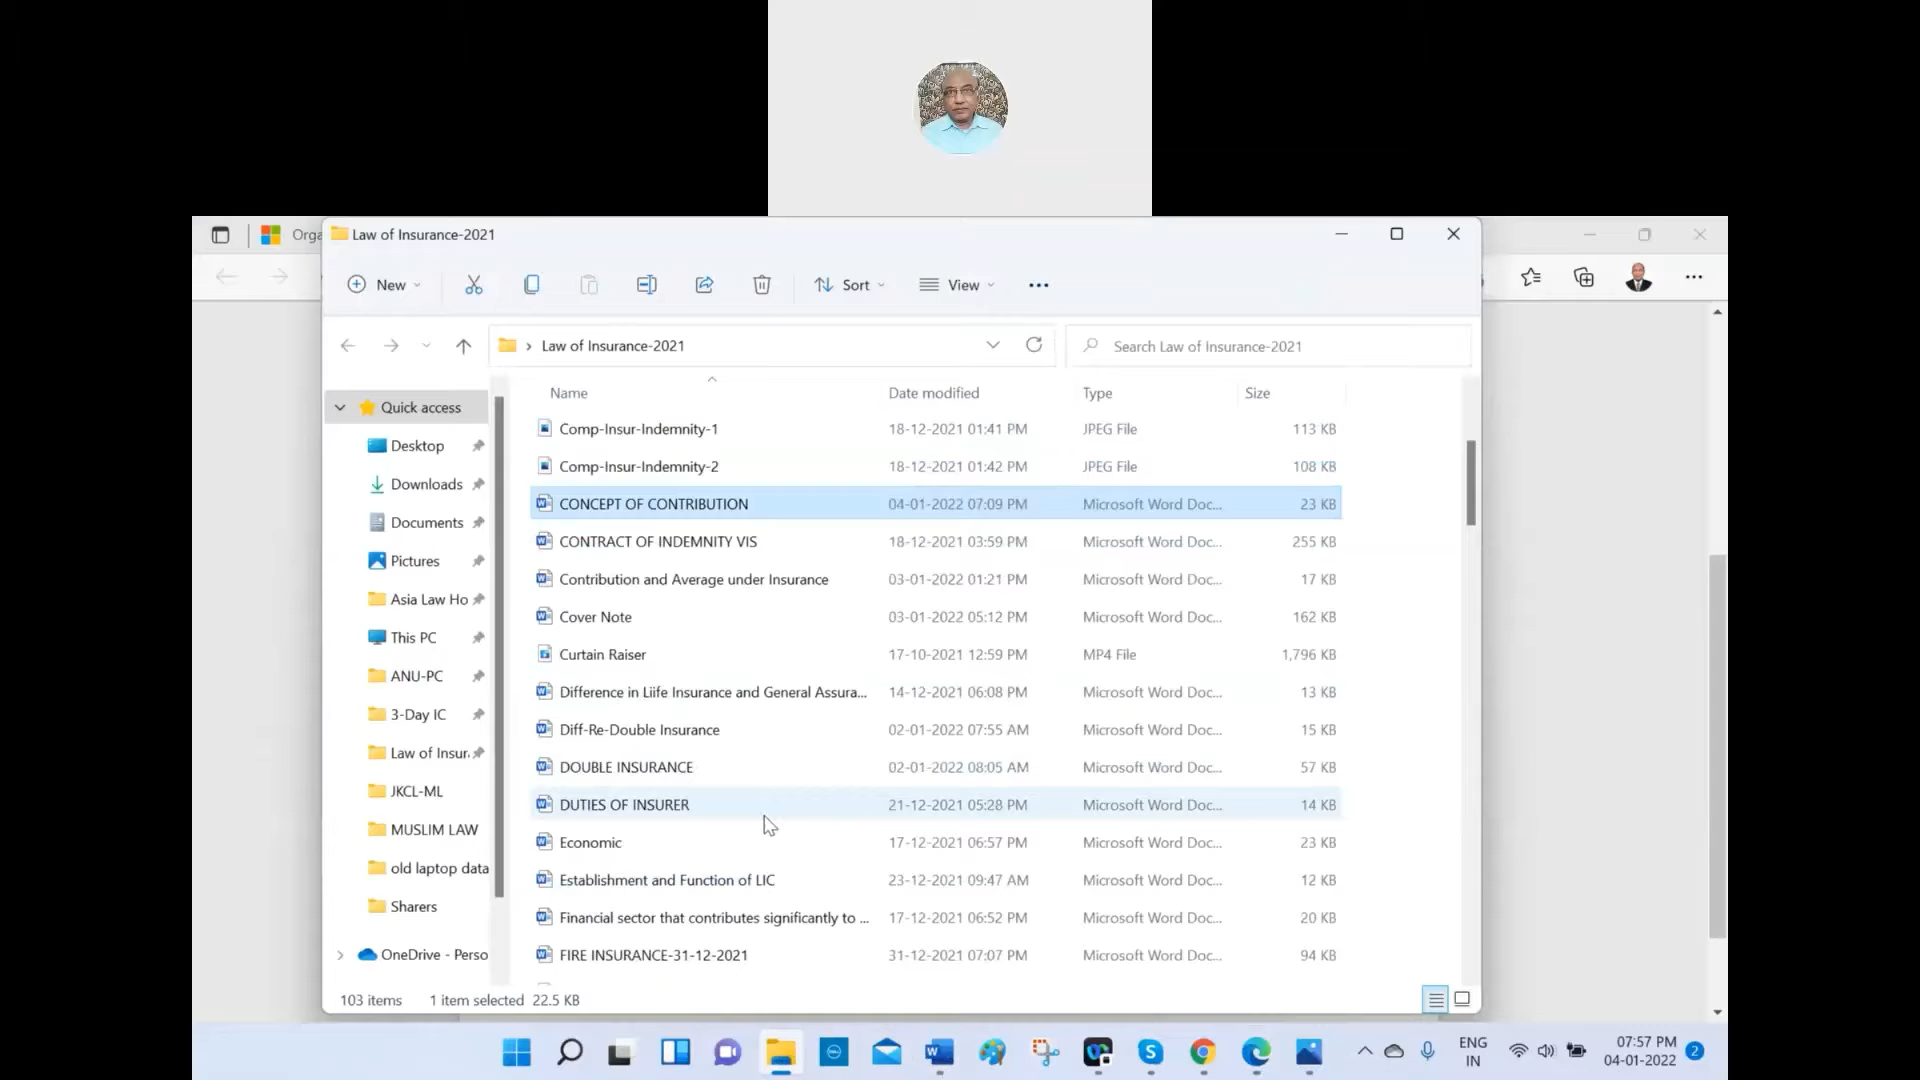 Orga
Law of Insurance-2021
New
Sort
View
Law of Insurance-2021
Search Law of Insurance-2021
Name Date modified Type Size
Quick access
Desktop
Downloads
Documents
Pictures
Asia Law Ho
This PC
ANU-PC
3-Day IC
Law of Insur.
JKCL-ML
MUSLIM LAW
old laptop data
Sharers
OneDrive - Perso
Comp-Insur-Indemnity-1 18-12-2021 01:41 PM JPEG File 113 KB
Comp-Insur-Indemnity-2 18-12-2021 01:42 PM JPEG File 108 KB
CONCEPT OF CONTRIBUTION 04-01-2022 07:09 PM Microsoft Word Doc... 23 KB
CONTRACT OF INDEMNITY VIS 18-12-2021 03:59 PM Microsoft Word Doc... 255 KB
Contribution and Average under Insurance 03-01-2022 01:21 PM Microsoft Word Doc... 17 KB
Cover Note 03-01-2022 05:12 PM Microsoft Word Doc... 162 KB
Curtain Raiser 17-10-2021 12:59 PM MP4 File 1,796 KB
Difference in Liife Insurance and General Assura... 14-12-2021 06:08 PM Microsoft Word Doc... 13 KB
Diff-Re-Double Insurance 02-01-2022 07:55 AM Microsoft Word Doc... 15 KB
DOUBLE INSURANCE 02-01-2022 08:05 AM Microsoft Word Doc... 57 KB
DUTIES OF INSURER 21-12-2021 05:28 PM Microsoft Word Doc... 14 KB
Economic 17-12-2021 06:57 PM Microsoft Word Doc... 23 KB
Establishment and Function of LIC 23-12-2021 09:47 AM Microsoft Word Doc... 12 KB
Financial sector that contributes significantly to ... 17-12-2021 06:52 PM Microsoft Word Doc... 20 KB
FIRE INSURANCE-31-12-2021 31-12-2021 07:07 PM Microsoft Word Doc... 94 KB
103 items 1 item selected 22.5 KB
ENG
IN
07:57 PM
04-01-2022
2